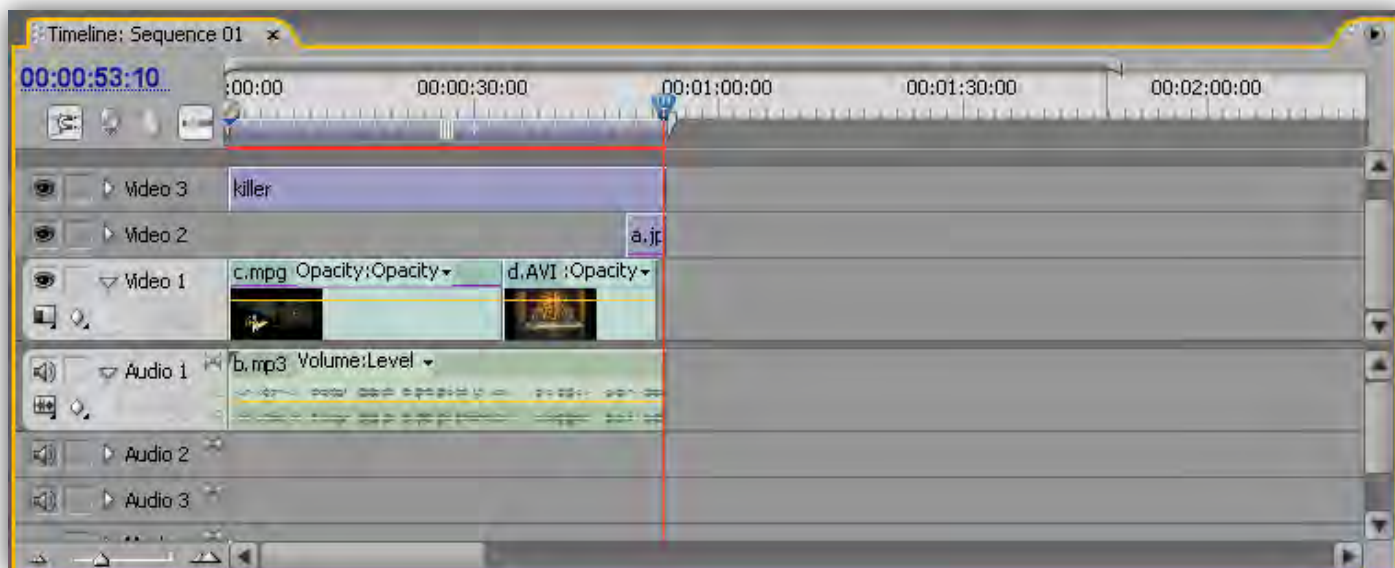 Timeline: Sequence 01 ×
00:00:53:10
:00:00 00:00:30:00 00:01:00:00 00:01:30:00 00:02:00:00
Video 3 killer
Video 2 a.jp
Video 1 c.mpg Opacity:Opacity d.AVI :Opacity
Audio 1 b.mp3 Volume:Level
Audio 2
Audio 3